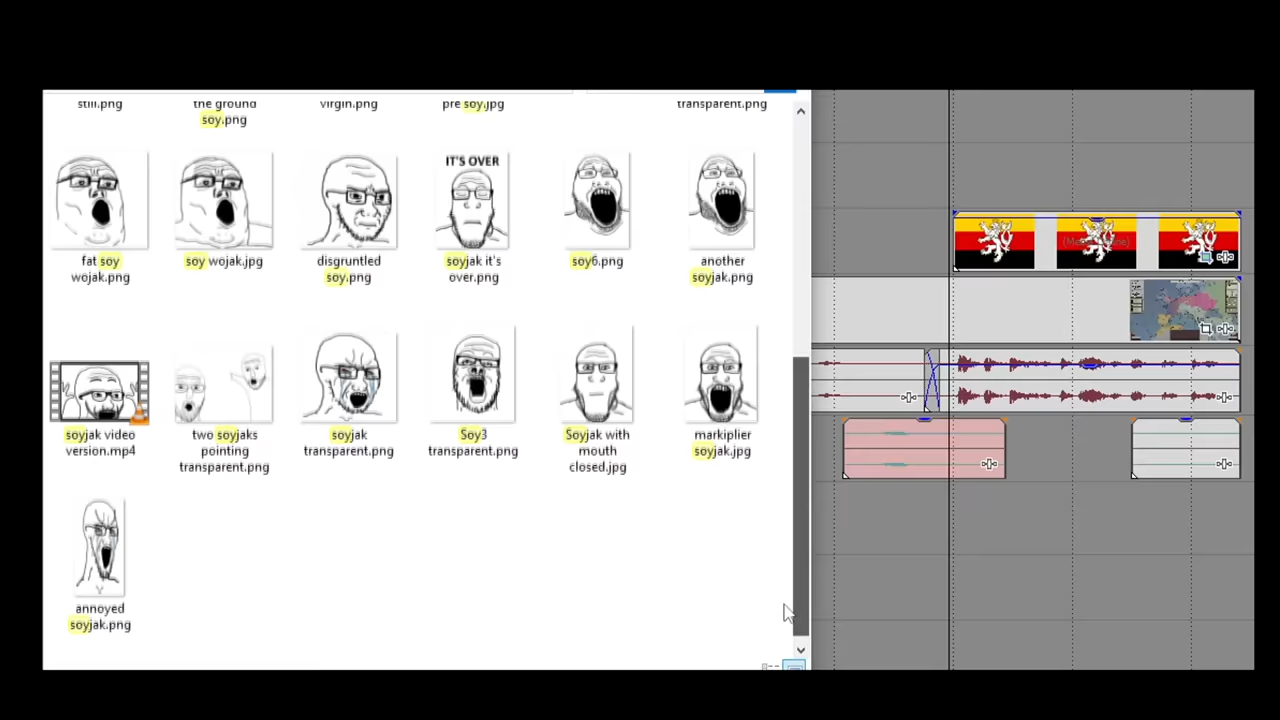 still.png
the ground
soy.png
virgin.png
pre soy.jpg
transparent.png
IT'S OVER
fat soy
wojak.png
soy wojak.jpg
disgruntled
soy.png
soyjak it's
over.png
soy6.png
another
soyjak.png
soyjak video
version.mp4
two soyjaks
pointing
transparent.png
soyjak
transparent.png
Soy3
transparent.png
Soyjak with
mouth
closed.jpg
markiplier
soyjak.jpg
annoyed
soyjak.png